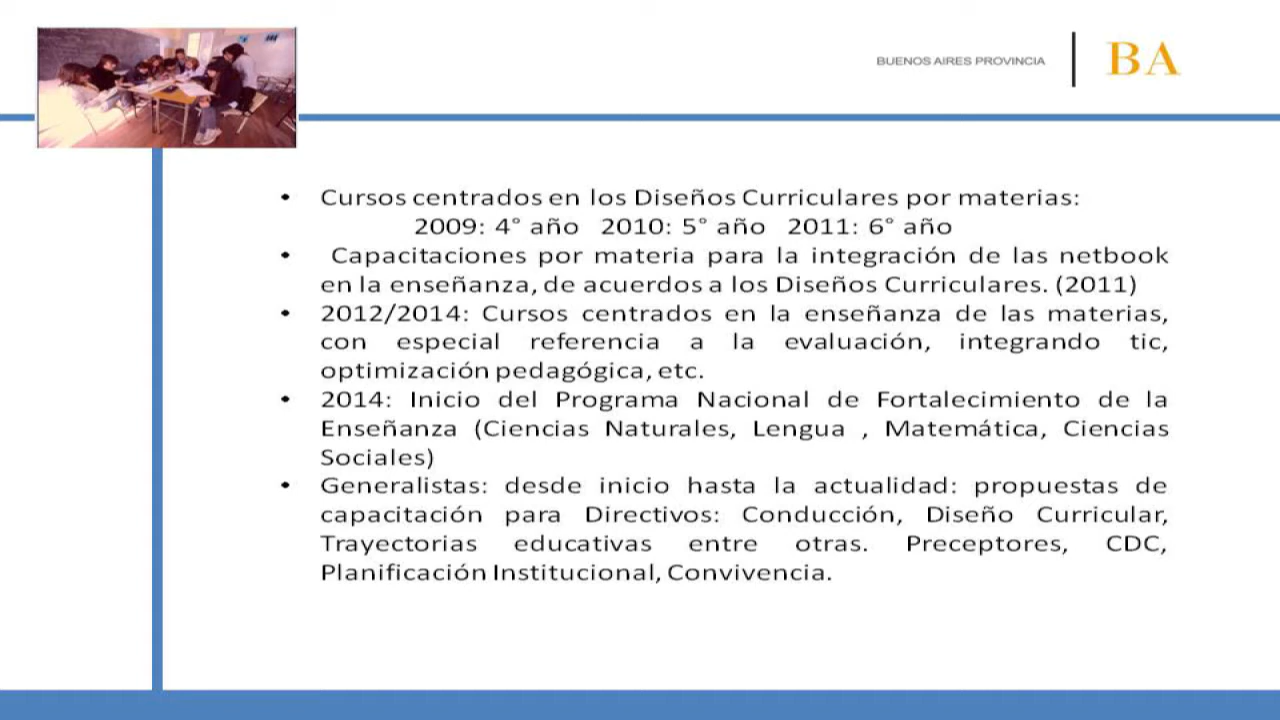 BUENOS AIRES PROVINCIA
BA
• Cursos centrados en los Diseños Curriculares por materias:
2009: 4° año 2010: 5° año 2011: 6° año
• Capacitaciones por materia para la integración de las netbook
en la enseñanza, de acuerdos a los Diseños Curriculares. (2011)
• 2012/2014: Cursos centrados en la enseñanza de las materias,
con especial referencia a la evaluación, integrando tic,
optimización pedagógica, etc.
• 2014: Inicio del Programa Nacional de Fortalecimiento de la
Enseñanza (Ciencias Naturales, Lengua , Matemática, Ciencias
Sociales)
• Generalistas: desde inicio hasta la actualidad: propuestas de
capacitación para Directivos: Conducción, Diseño Curricular,
Trayectorias educativas entre otras. Preceptores, CDC,
Planificación Institucional, Convivencia.